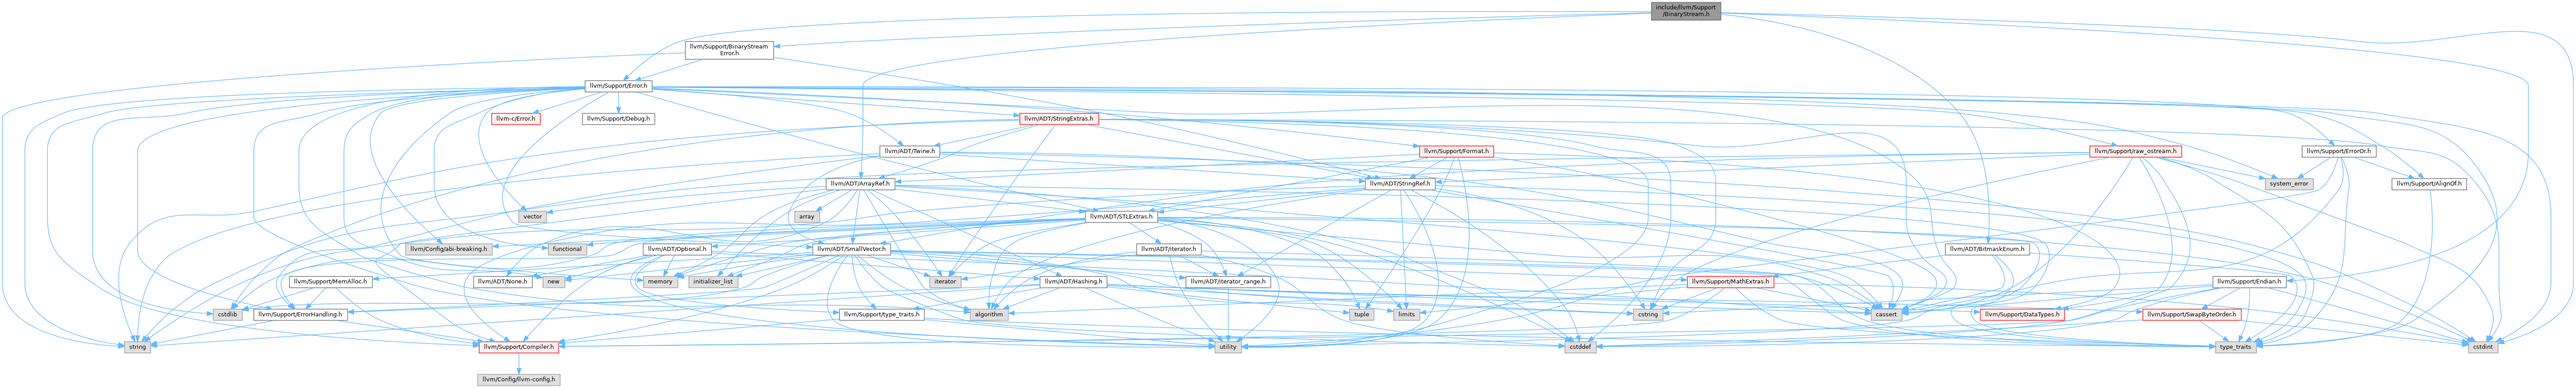 include/llvm/Support
/BinaryStream.h
llvm/Support/BinaryStream
Error.h
llvm/Support/Error.h
llvm-c/Error.h
llvm/Support/Debug.h
llvm/ADT/StringExtras.h
llvm/ADT/Twine.h
llvm/Support/Format.h
llvm/Support/raw_ostream.h
llvm/Support/ErrorOr.h
llvm/ADT/ArrayRef.h
llvm/ADT/StringRef.h
system_error
llvm/Support/AlignOf.h
vector
array
llvm/ADT/STLExtras.h
llvm/Config/abi-breaking.h
functional
llvm/ADT/Optional.h
llvm/ADT/SmallVector.h
llvm/ADT/iterator.h
llvm/ADT/BitmaskEnum.h
llvm/Support/MemAlloc.h
llvm/ADT/None.h
new
memory
initializer_list
iterator
llvm/ADT/Hashing.h
llvm/ADT/iterator_range.h
llvm/Support/MathExtras.h
llvm/Support/Endian.h
cstdlib
llvm/Support/ErrorHandling.h
llvm/Support/type_traits.h
algorithm
tuple
limits
cstring
cassert
llvm/Support/DataTypes.h
llvm/Support/SwapByteOrder.h
string
llvm/Support/Compiler.h
utility
cstddef
type_traits
cstdint
llvm/Config/llvm-config.h